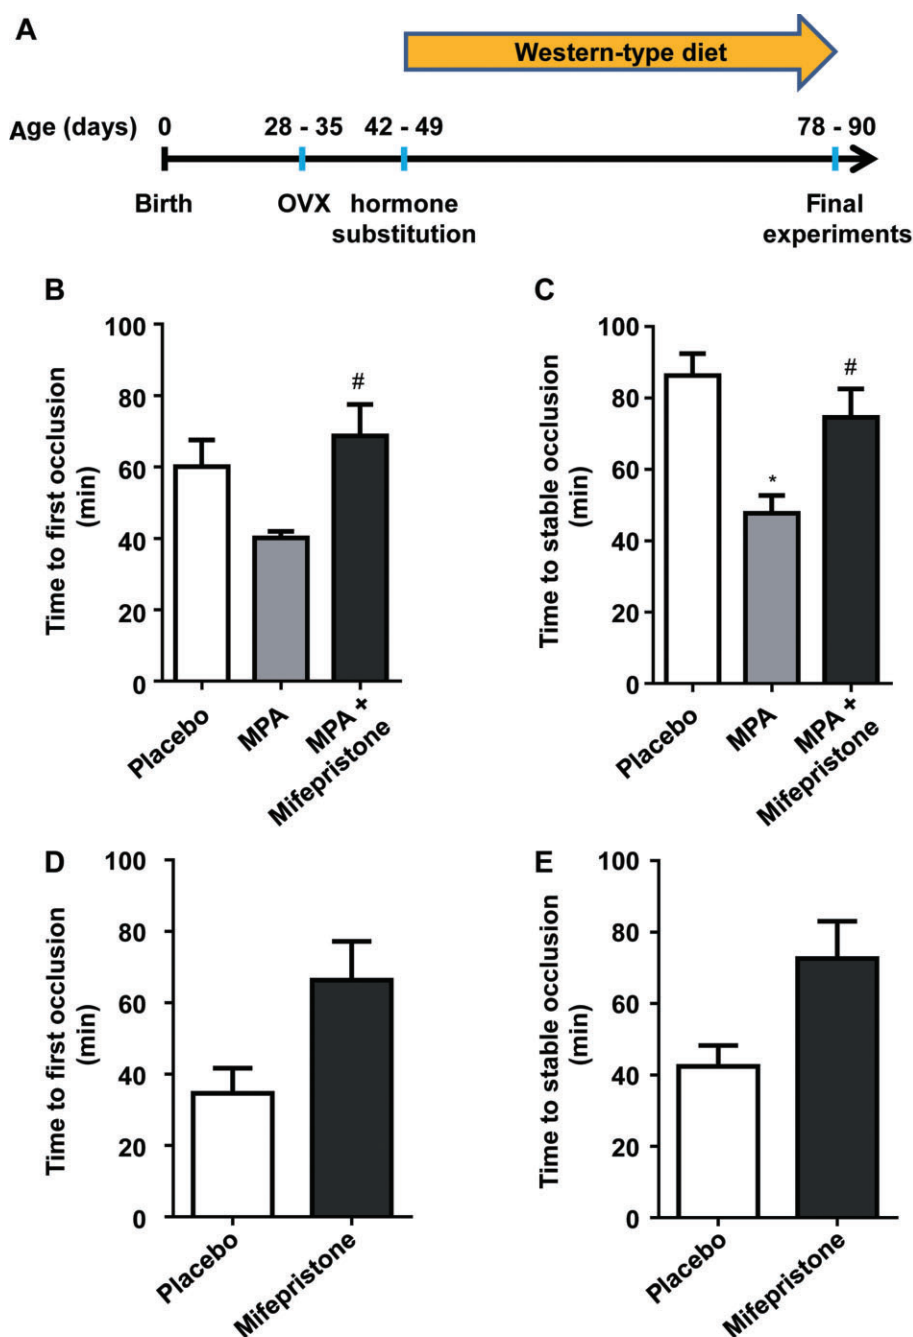 A
Western-type diet
Age (days) 0 28 - 35 42 - 49 78 - 90
Birth OVX hormone substitution Final experiments
B
Time to first occlusion
(min)
100
80
60
40
20
0
#
Placebo
MPA
MPA +
Mifepristone
C
Time to stable occlusion
(min)
100
80
60
40
20
0
*
#
Placebo
MPA
MPA +
Mifepristone
D
Time to first occlusion
(min)
100
80
60
40
20
0
Placebo
Mifepristone
E
Time to stable occlusion
(min)
100
80
60
40
20
0
Placebo
Mifepristone